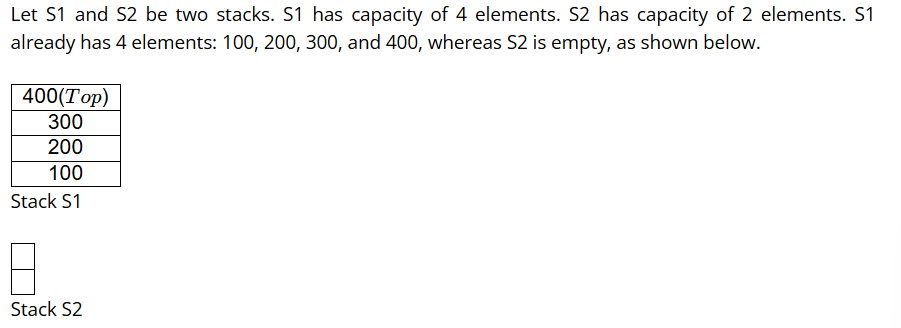 Let S1 and S2 be two stacks. S1 has capacity of 4 elements. S2 has capacity of 2 elements. S1
already has 4 elements: 100, 200, 300, and 400, whereas S2 is empty, as shown below.
400(Top)
300
200
100
Stack S1
Stack S2